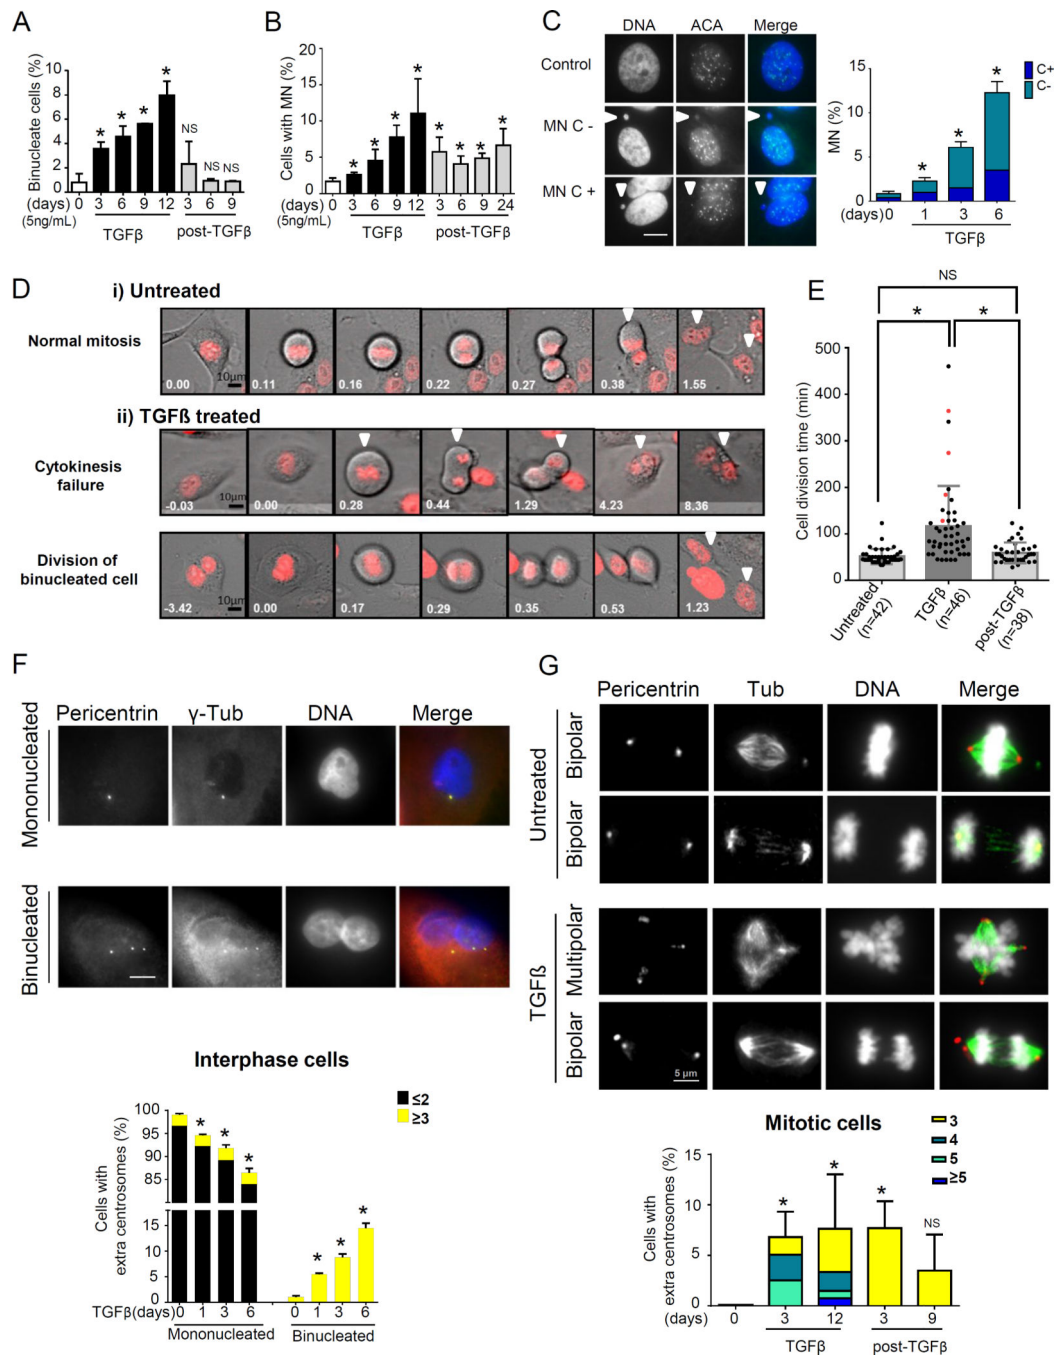 A
Binucleate cells (%)
10
8
6
4
2
0
* * * * * NS NS NS
(days) 0 3 6 9 12 3 6 9
(5ng/mL)
TGFβ post-TGFβ
B
Cells with MN (%)
20
15
10
5
0
* * * * * * * *
(days) 0 3 6 9 12 3 6 9 24
(5ng/mL)
TGFβ post-TGFβ
C
DNA ACA Merge
Control
MN C -
MN C +
MN (%)
15
10
5
0
* * *
C+
C-
(days) 0 1 3 6
TGFβ
D
i) Untreated
Normal mitosis
0.00 10μm 0.11 0.16 0.22 0.27 0.38 1.55
ii) TGFß treated
Cytokinesis failure
-0.03 10μm 0.00 0.28 0.44 1.29 4.23 8.36
Division of binucleated cell
-3.42 10μm 0.00 0.17 0.29 0.35 0.53 1.23
E
NS
* *
Cell division time (min)
500
400
300
200
100
0
Untreated (n=42)
TGFβ (n=46)
post-TGFβ (n=38)
F
Pericentrin γ-Tub DNA Merge
Mononucleated
Binucleated
Interphase cells
≤2
≥3
Cells with extra centrosomes (%)
100
95
90
85
15
10
5
0
* * * * * *
TGFβ(days) 0 1 3 6 0 1 3 6
Mononucleated Binucleated
G
Pericentrin Tub DNA Merge
Untreated
Bipolar
Bipolar
TGFß
Multipolar
Bipolar
5 μm
Mitotic cells
3
4
5
≥5
Cells with extra centrosomes (%)
15
10
5
0
* * * NS
(days) 0 3 12 3 9
TGFβ post-TGFβ